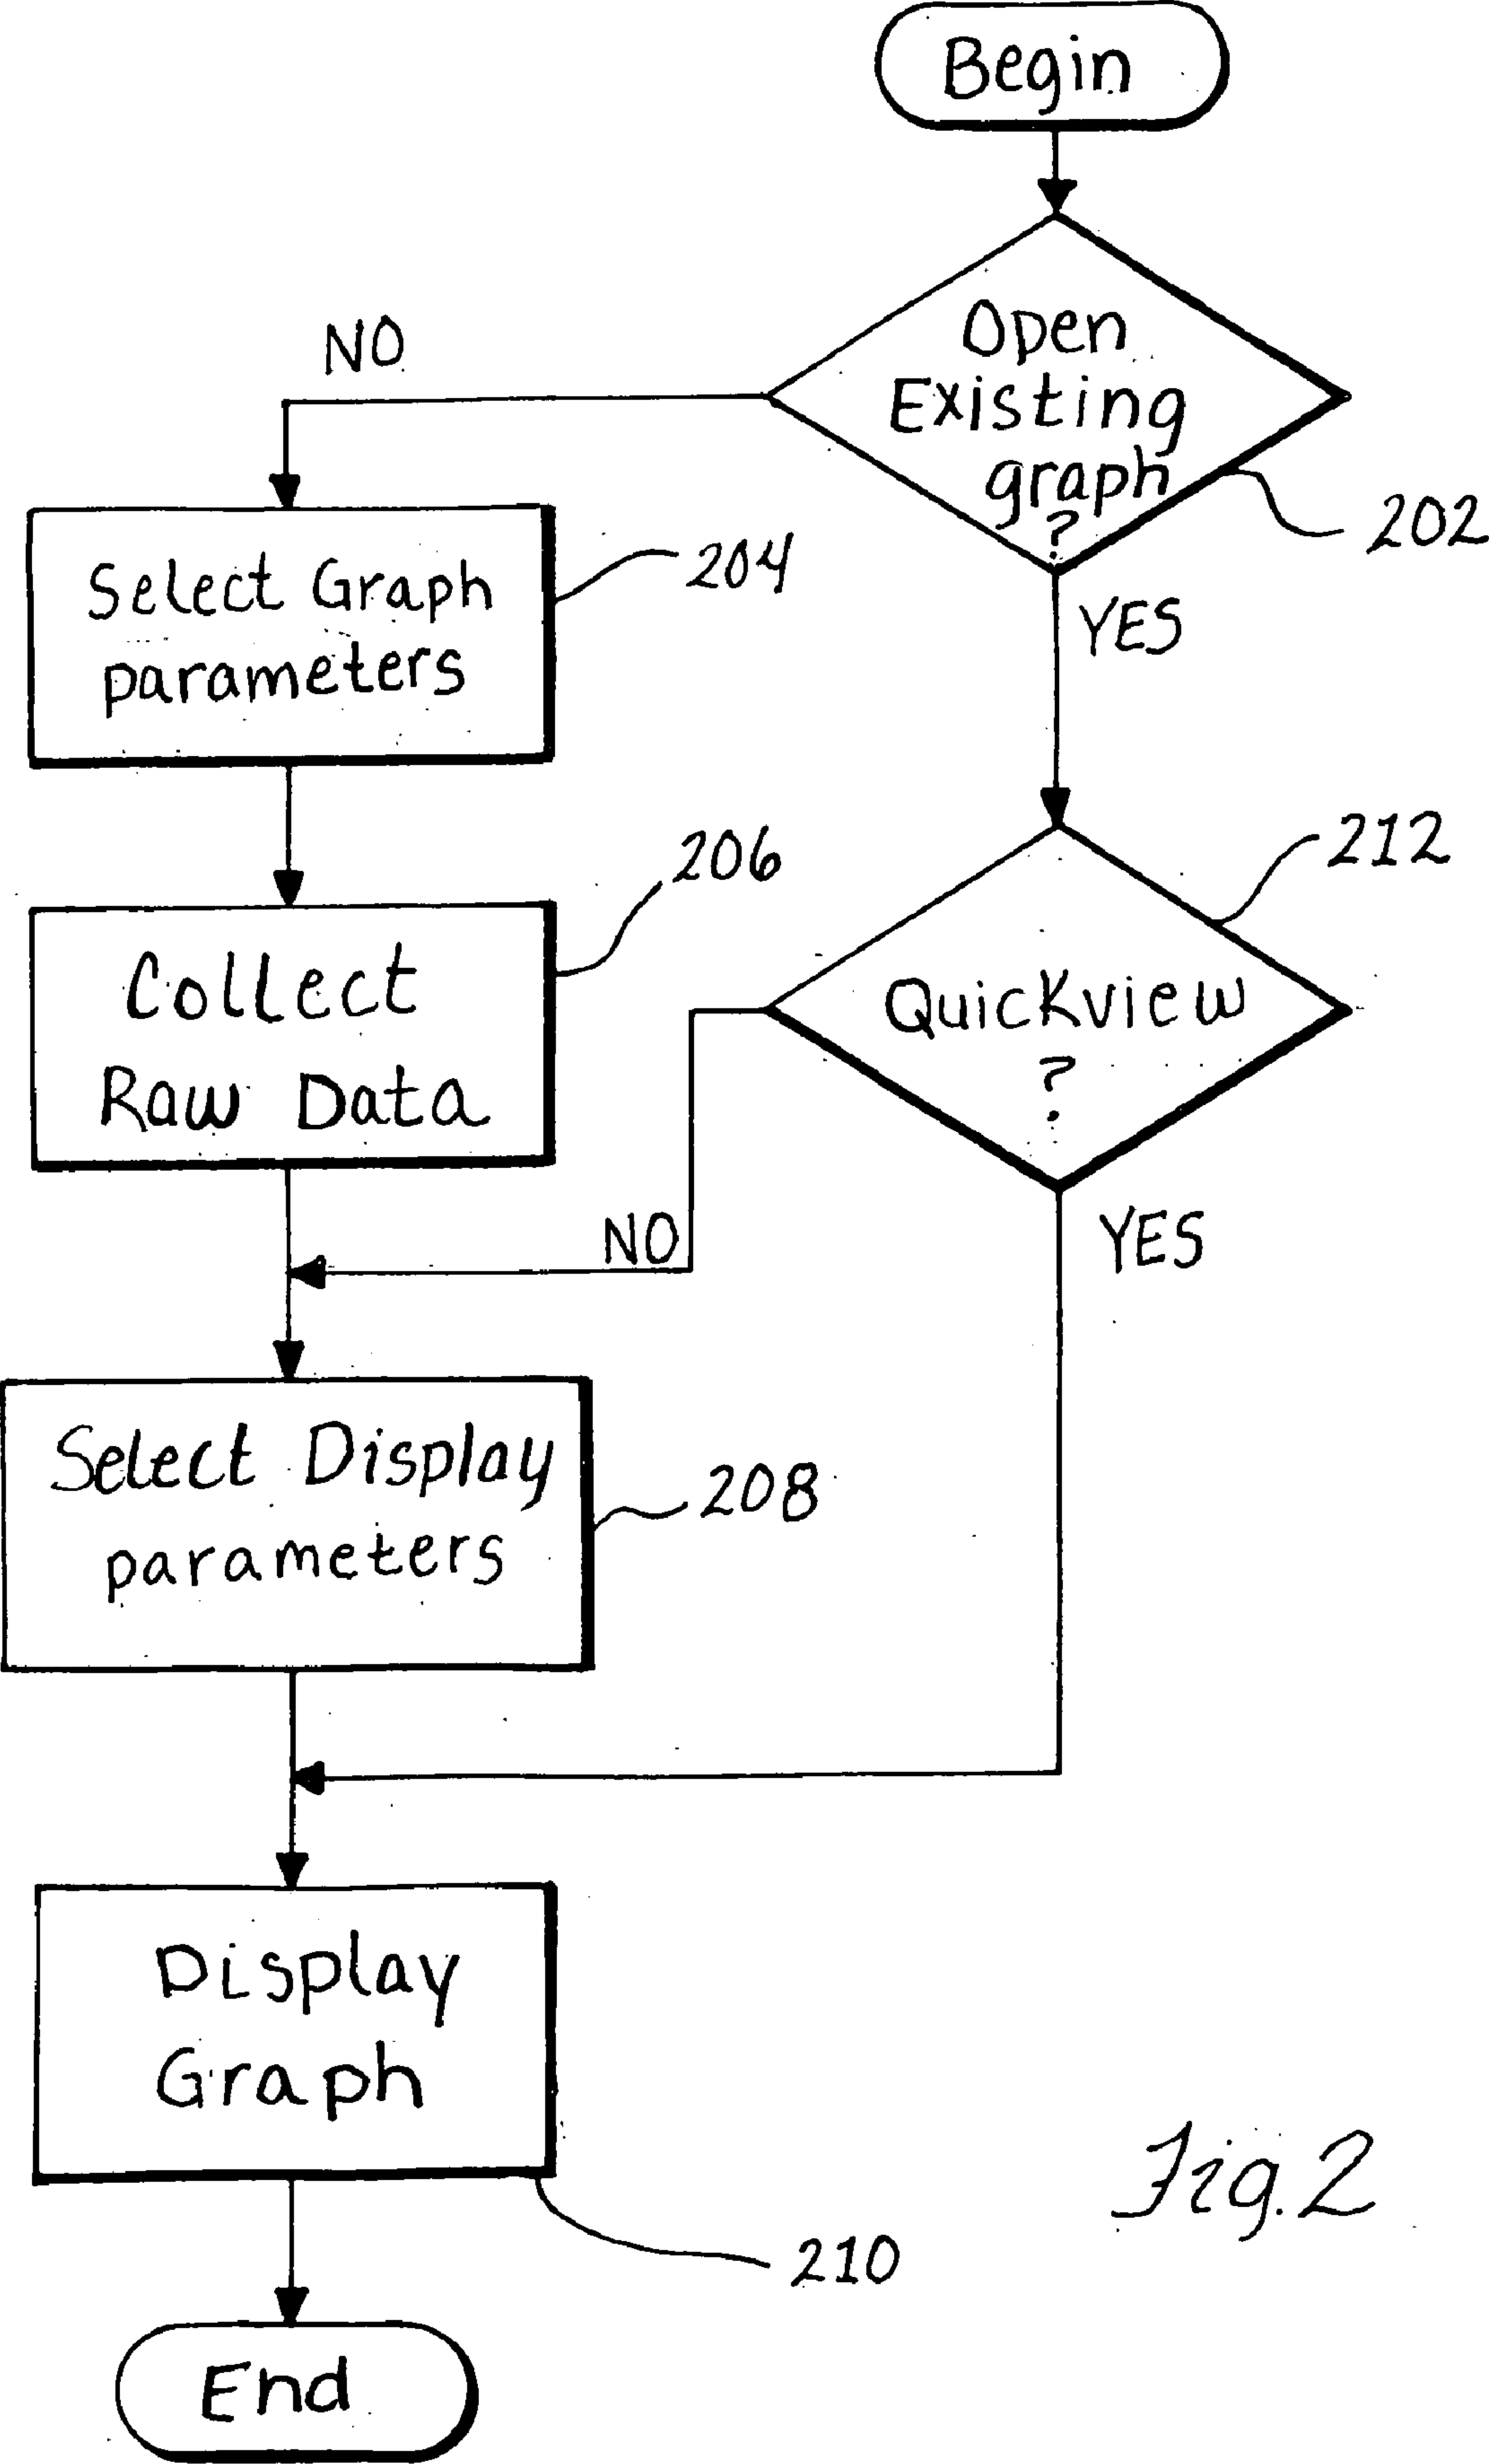 Begin
Open
Existing
graph
?
202
NO
YES
Select Graph
parameters
204
206
Collect
Raw Data
212
Quickview
?
NO
YES
Select Display
parameters
208
Display
Graph
210
End
Fig. 2